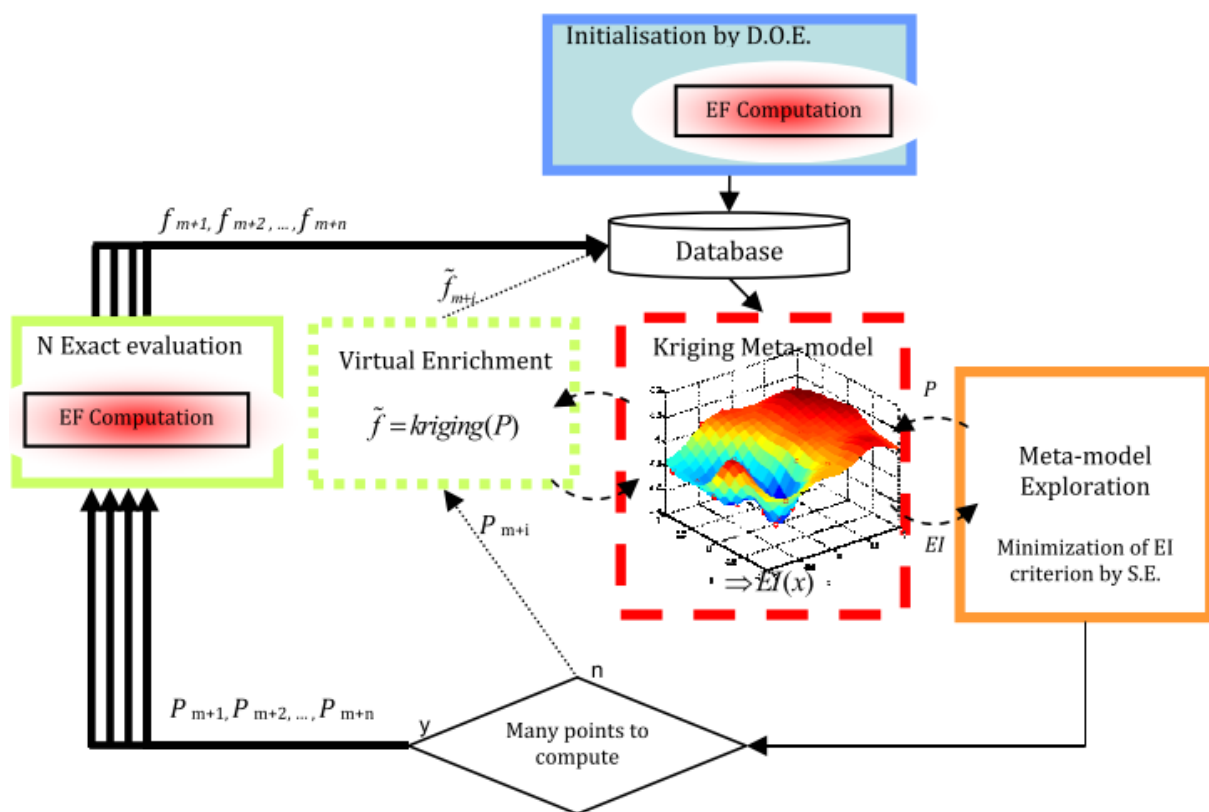 Initialisation by D.O.E.
EF Computation
f m+1, f m+2 , ... , f m+n
Database
f̃ m+i
N Exact evaluation
EF Computation
Virtual Enrichment
f̃ = kriging(P)
Kriging Meta-model
⇒ EI(x)
P
EI
Meta-model
Exploration
Minimization of EI
criterion by S.E.
P m+i
n
P m+1, P m+2, ... , P m+n
y
Many points to
compute